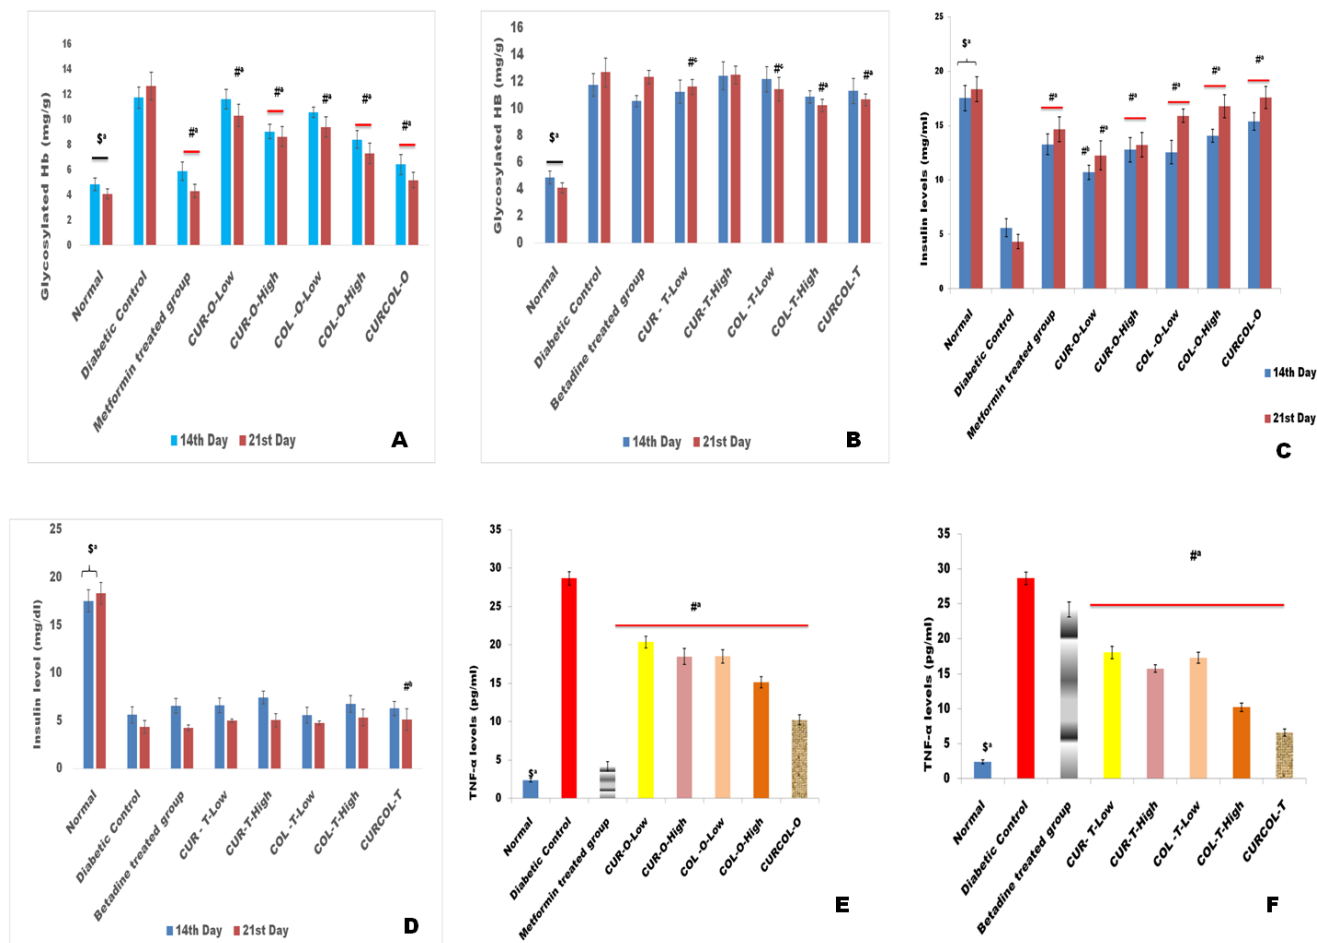 Glycosylated Hb (mg/g)
16
14
12
10
8
6
4
2
0
$a
#a
#a
#a
#a
#a
#a
Normal
Diabetic Control
Metformin treated group
CUR-O-Low
CUR-O-High
COL -O-Low
COL-O-High
CURCOL-O
14th Day 21st Day
A
Glycosylated HB (mg/g)
16
14
12
10
8
6
4
2
0
$a
#c
#c
#a
#a
Normal
Diabetic Control
Betadine treated group
CUR - T-Low
CUR-T-High
COL -T-Low
COL-T-High
CURCOL-T
14th Day 21st Day
B
Insulin levels (mg/ml)
25
20
15
10
5
0
$a
#a
#b
#a
#a
#a
#a
#a
Normal
Diabetic Control
Metformin treated group
CUR-O-Low
CUR-O-High
COL -O-Low
COL-O-High
CURCOL-O
14th Day
21st Day
C
Insulin level (mg/dl)
25
20
15
10
5
0
$a
#b
Normal
Diabetic Control
Betadine treated group
CUR - T-Low
CUR-T-High
COL -T-Low
COL-T-High
CURCOL-T
14th Day 21st Day
D
TNF-α levels (pg/ml)
35
30
25
20
15
10
5
0
$a
#a
Normal
Diabetic Control
Metformin treated group
CUR-O-Low
CUR-O-High
COL -O-Low
COL-O-High
CURCOL-O
E
TNF-α levels (pg/ml)
35
30
25
20
15
10
5
0
$a
#a
Normal
Diabetic Control
Betadine treated group
CUR- T-Low
CUR-T-High
COL -T-Low
COL-T-High
CURCOL-T
F